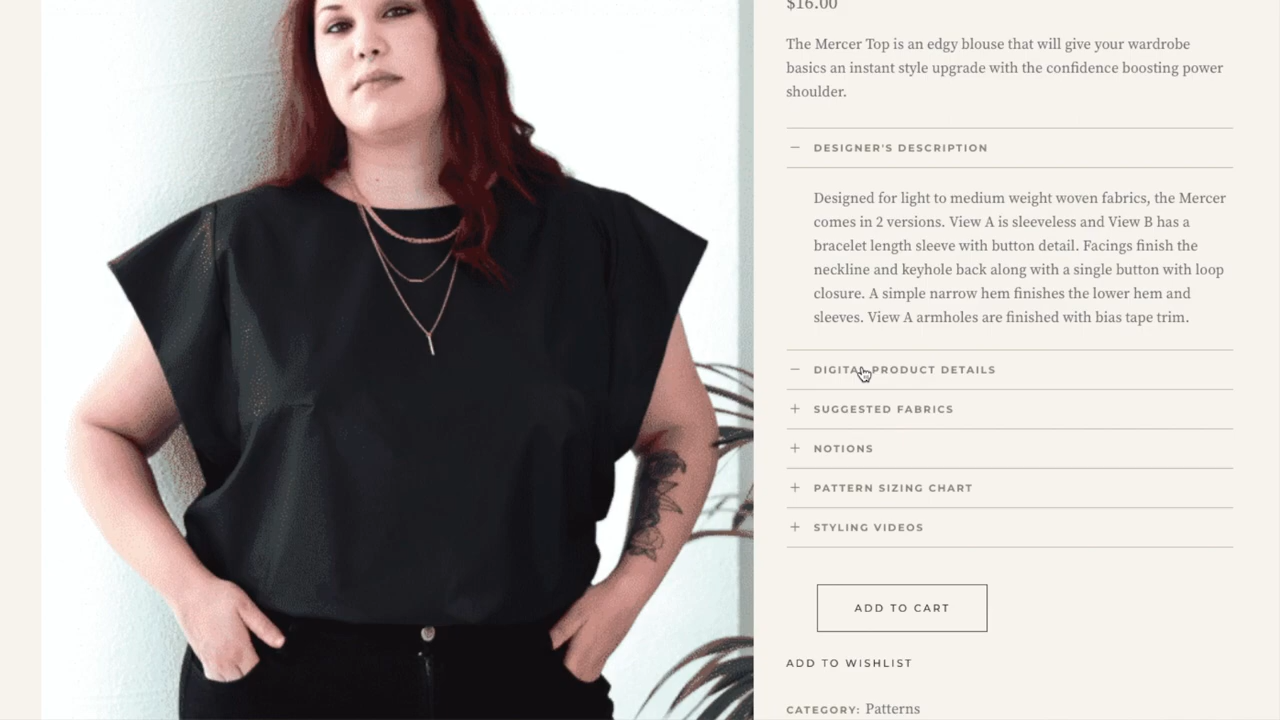 $16.00
The Mercer Top is an edgy blouse that will give your wardrobe
basics an instant style upgrade with the confidence boosting power
shoulder.
− DESIGNER'S DESCRIPTION
Designed for light to medium weight woven fabrics, the Mercer
comes in 2 versions. View A is sleeveless and View B has a
bracelet length sleeve with button detail. Facings finish the
neckline and keyhole back along with a single button with loop
closure. A simple narrow hem finishes the lower hem and
sleeves. View A armholes are finished with bias tape trim.
− DIGITAL PRODUCT DETAILS
+ SUGGESTED FABRICS
+ NOTIONS
+ PATTERN SIZING CHART
+ STYLING VIDEOS
ADD TO CART
ADD TO WISHLIST
CATEGORY: Patterns